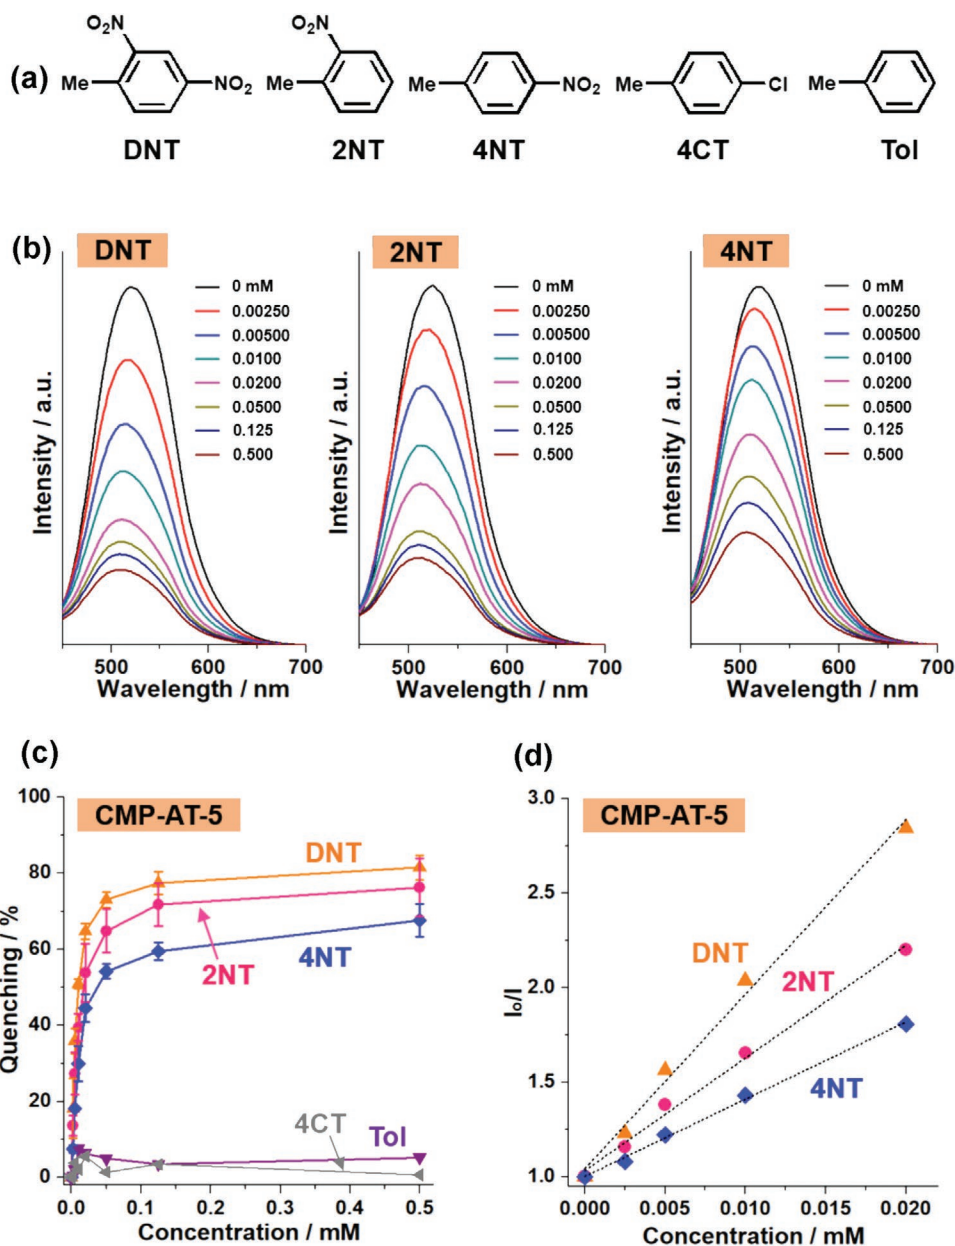 (a)
O₂N
Me
NO₂
DNT
O₂N
Me
2NT
Me
NO₂
4NT
Me
Cl
4CT
Me
Tol
(b)
DNT
0 mM
0.00250
0.00500
0.0100
0.0200
0.0500
0.125
0.500
Intensity / a.u.
500 600 700
Wavelength / nm
2NT
0 mM
0.00250
0.00500
0.0100
0.0200
0.0500
0.125
0.500
Intensity / a.u.
500 600 700
Wavelength / nm
4NT
0 mM
0.00250
0.00500
0.0100
0.0200
0.0500
0.125
0.500
Intensity / a.u.
500 600 700
Wavelength / nm
(c)
CMP-AT-5
Quenching / %
100
80
60
40
20
0
DNT
2NT
4NT
4CT
Tol
0.0 0.1 0.2 0.3 0.4 0.5
Concentration / mM
(d)
CMP-AT-5
I₀/I
3.0
2.5
2.0
1.5
1.0
DNT
2NT
4NT
0.000 0.005 0.010 0.015 0.020
Concentration / mM